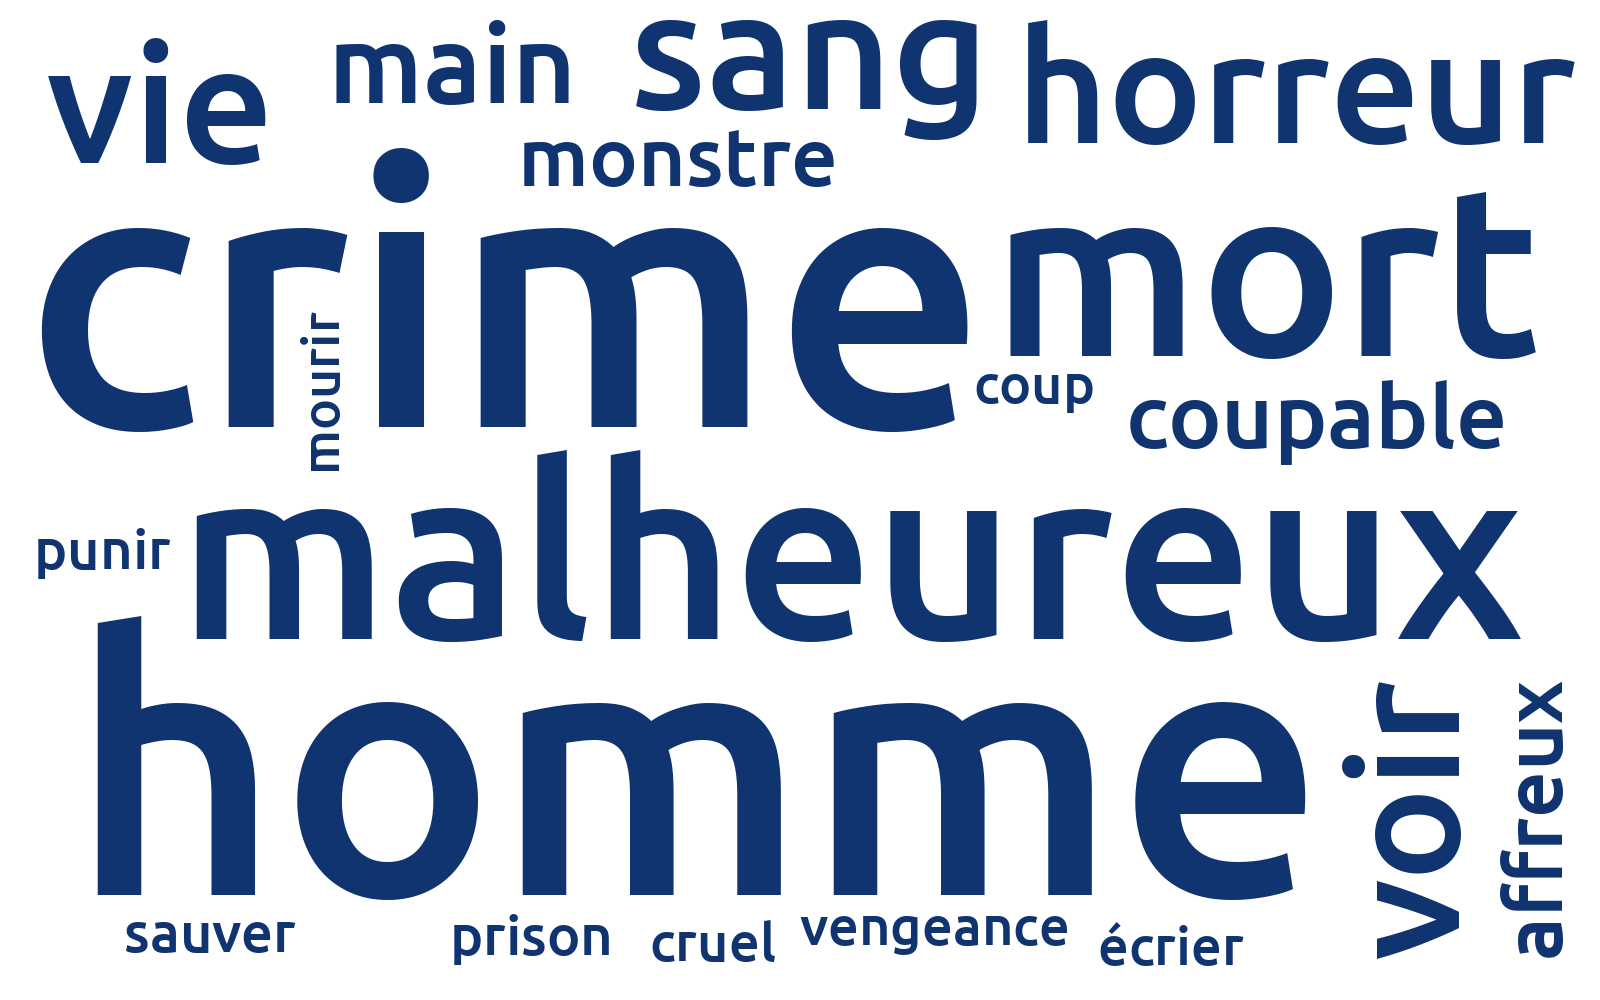 vie main sang horreur
monstre
crime mort
mourir
coup coupable
malheureux
punir
homme
voir affreux
sauver prison cruel vengeance écrier